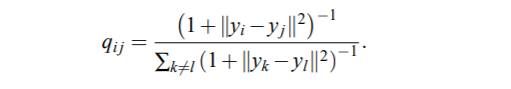 q_{ij} = \frac{(1 + \|y_i - y_j\|^2)^{-1}}{\sum_{k \neq l} (1 + \|y_k - y_l\|^2)^{-1}}.